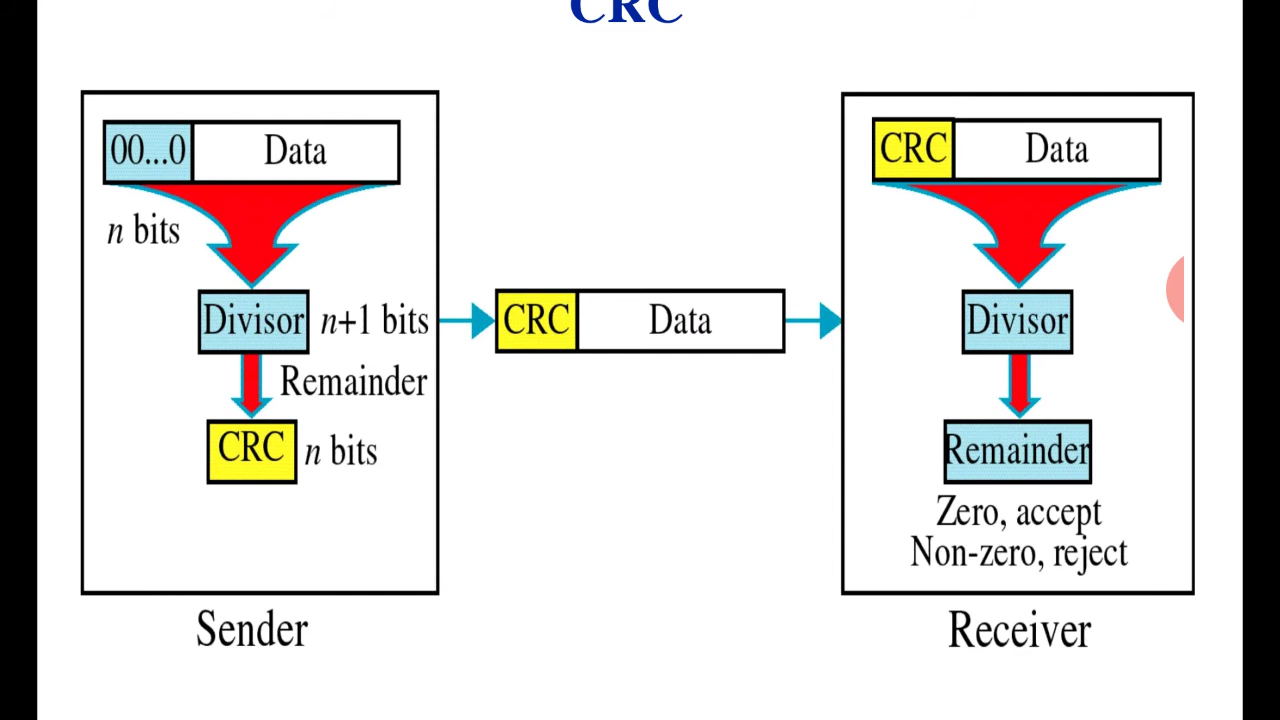 CRC
00...0 Data
n bits
Divisor n+1 bits
Remainder
CRC n bits
Sender
CRC Data
CRC Data
Divisor
Remainder
Zero, accept
Non-zero, reject
Receiver